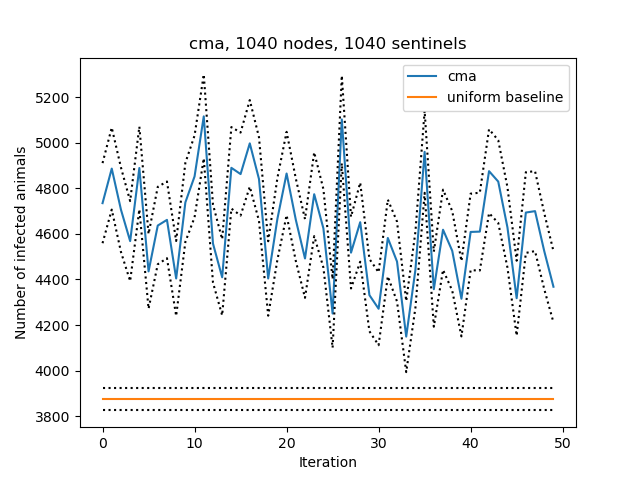 cma, 1040 nodes, 1040 sentinels
cma
uniform baseline
Number of infected animals
5200
5000
4800
4600
4400
4200
4000
3800
0 10 20 30 40 50
Iteration